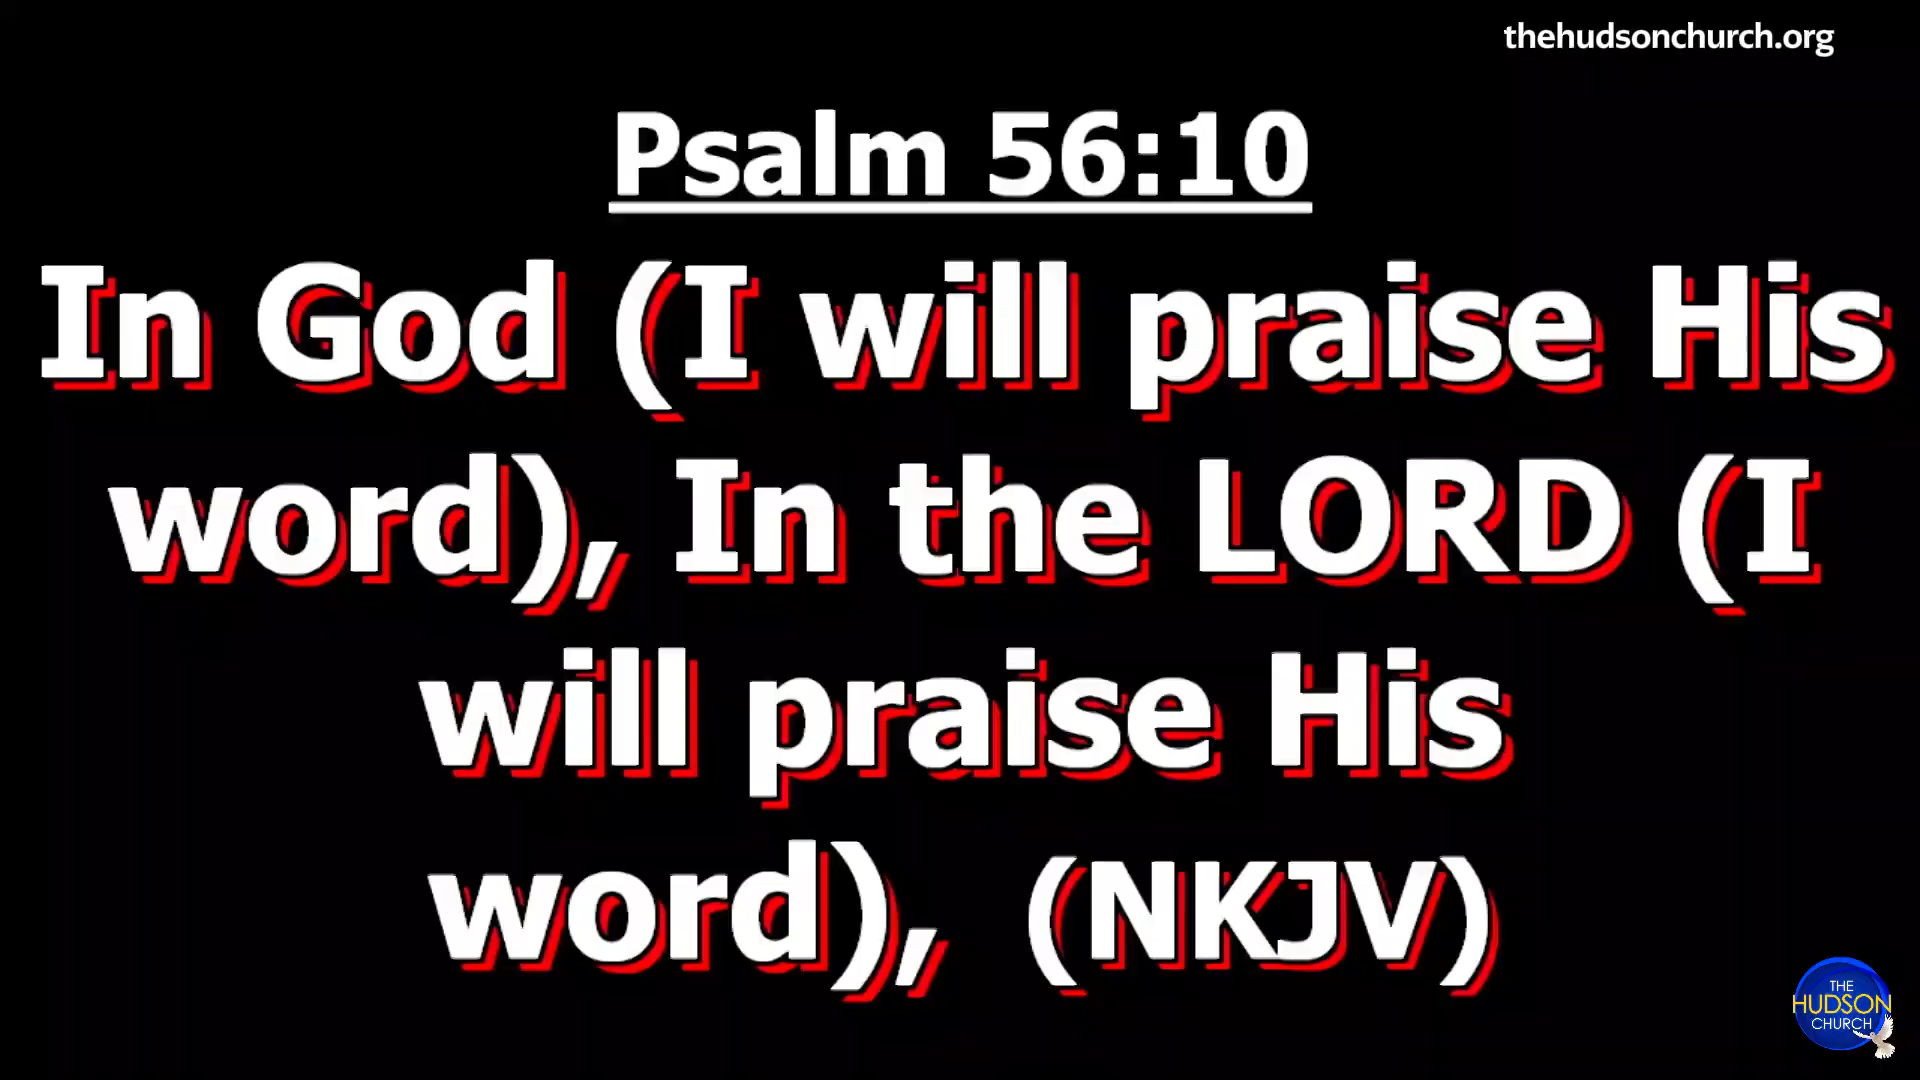 thehudsonchurch.org
Psalm 56:10
In God (I will praise His
word), In the LORD (I
will praise His
word), (NKJV)
THE
HUDSON
CHURCH